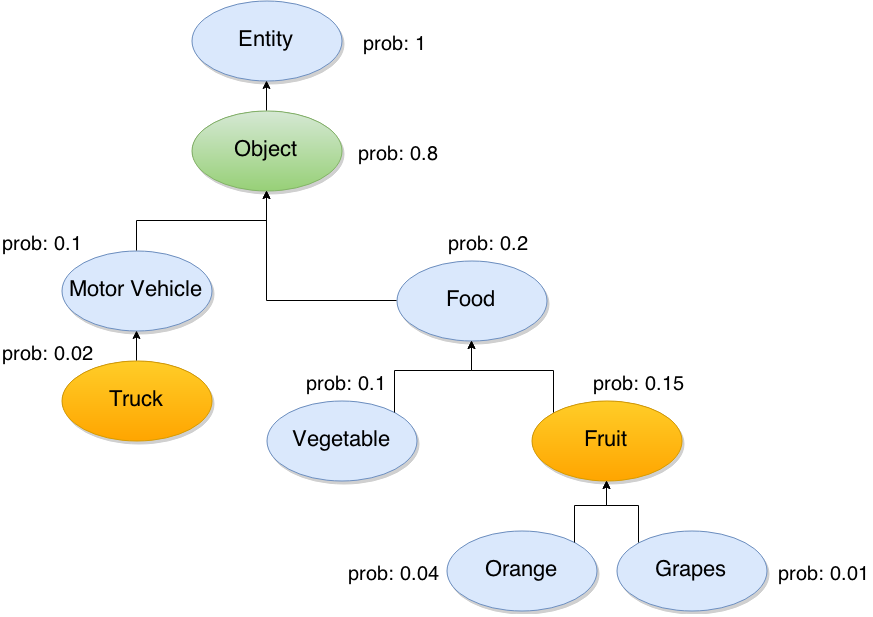 Entity
prob: 1
Object
prob: 0.8
prob: 0.1
Motor Vehicle
prob: 0.2
Food
prob: 0.02
Truck
prob: 0.1
Vegetable
prob: 0.15
Fruit
prob: 0.04
Orange
Grapes
prob: 0.01